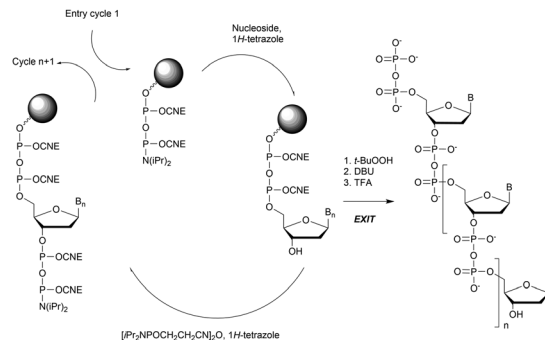 Entry cycle 1
Nucleoside,
1H-tetrazole
Cycle n+1
O
P—OCNE
O
P—OCNE
N(iPr)₂
O
P—OCNE
O
P—OCNE
O
O
Bₙ
O
P—OCNE
O
P—OCNE
N(iPr)₂
O
P—OCNE
O
P—OCNE
O
O
Bₙ
OH
1. t-BuOOH
2. DBU
3. TFA
EXIT
O⁻
O=P—O⁻
O
O=P—O⁻
O
O
B
O
O=P—O⁻
O
O=P—O
O⁻
O
B
O
O=P—O⁻
O
O=P—O
O⁻
O
OH
n
[iPr₂NPOCH₂CH₂CN]₂O, 1H-tetrazole